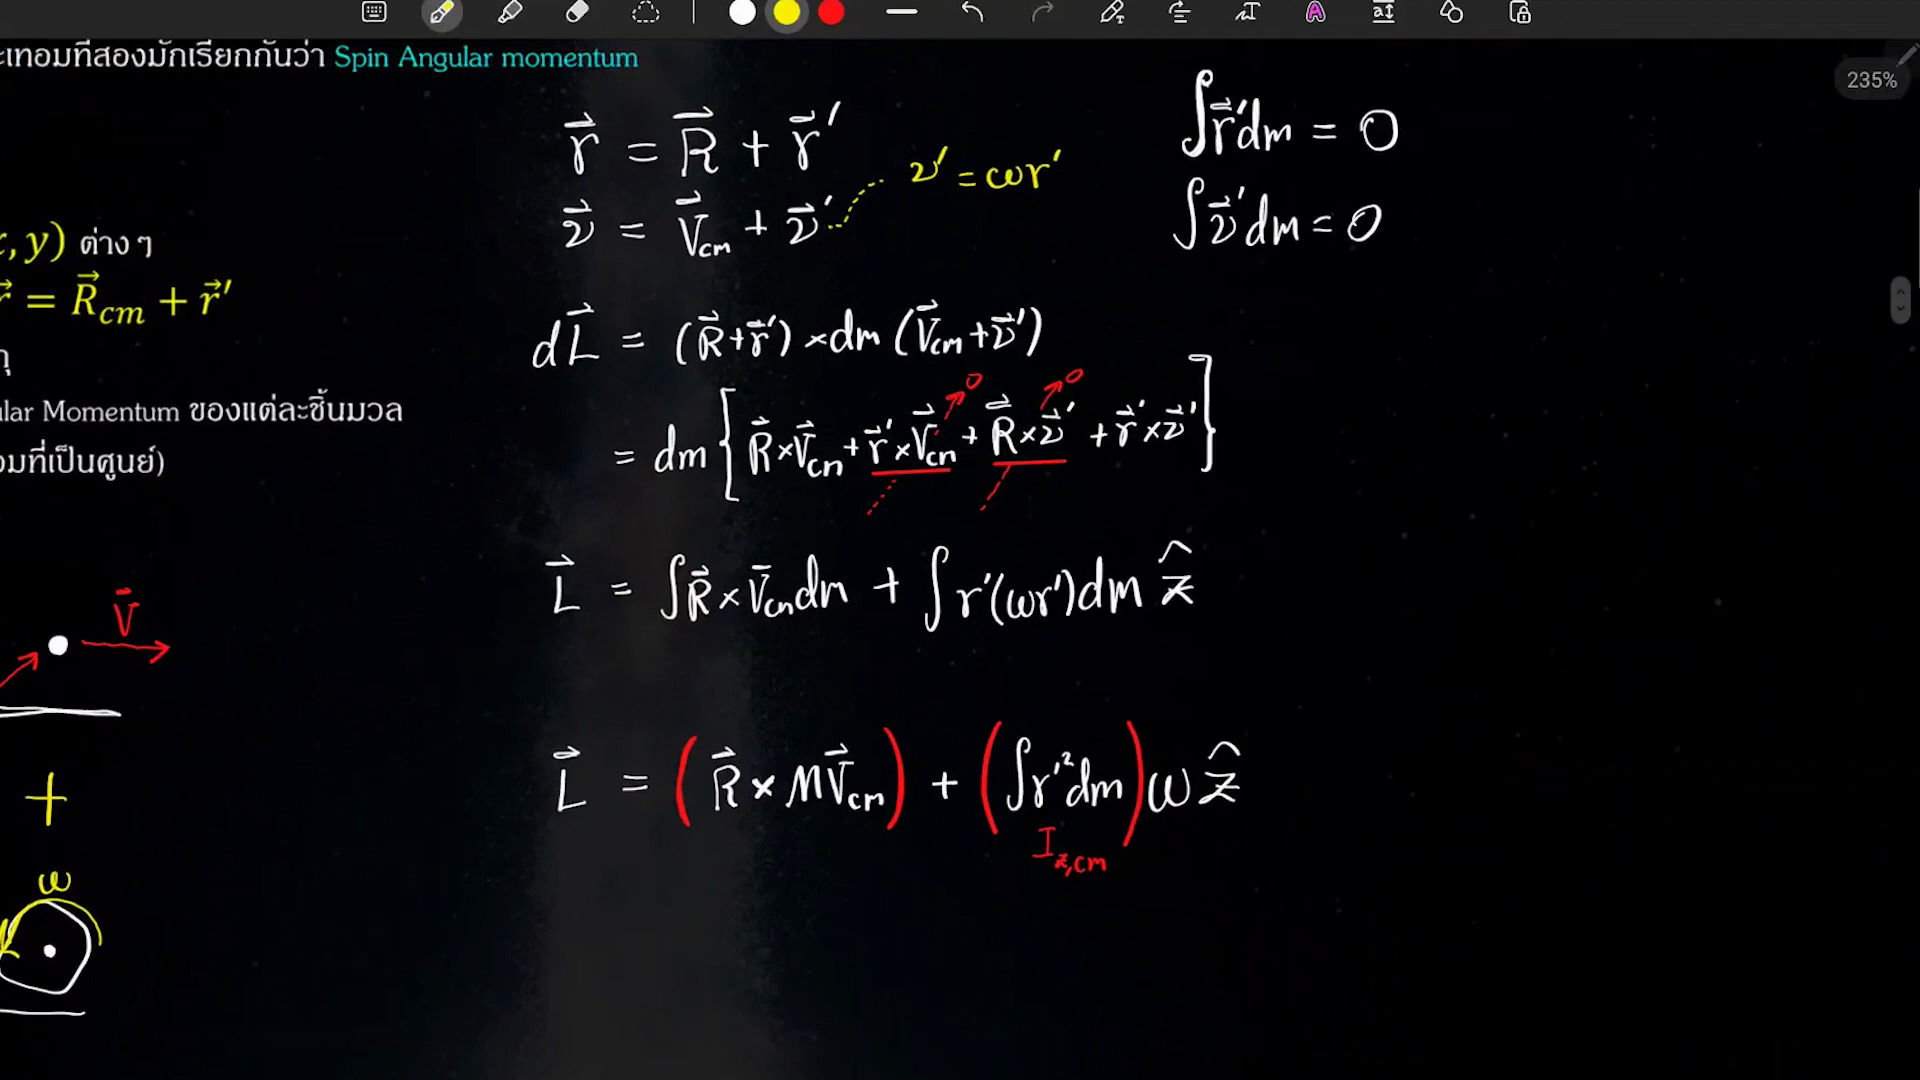 235%
ะเทอมที่สองมักเรียกกันว่า Spin Angular momentum
, y) ต่างๆ
r⃗ = R⃗cm + r⃗′
ular Momentum ของแต่ละชิ้นมวล
อมที่เป็นศูนย์)
V⃗
+
ω
r⃗ = R⃗ + r⃗′
v⃗ = V⃗cm + v⃗′
v′ = ωr′
∫r⃗′dm = 0
∫v⃗′dm = 0
dL⃗ = (R⃗+r⃗′) × dm (V⃗cm+v⃗′)
= dm [R⃗×V⃗cm + r⃗′×V⃗cm + R⃗×v⃗′ + r⃗′×v⃗′]
0 0
L⃗ = ∫R⃗×V⃗cm dm + ∫r′(ωr′)dm ẑ
L⃗ = (R⃗ × MV⃗cm) + (∫r′²dm) ω ẑ
I z,cm